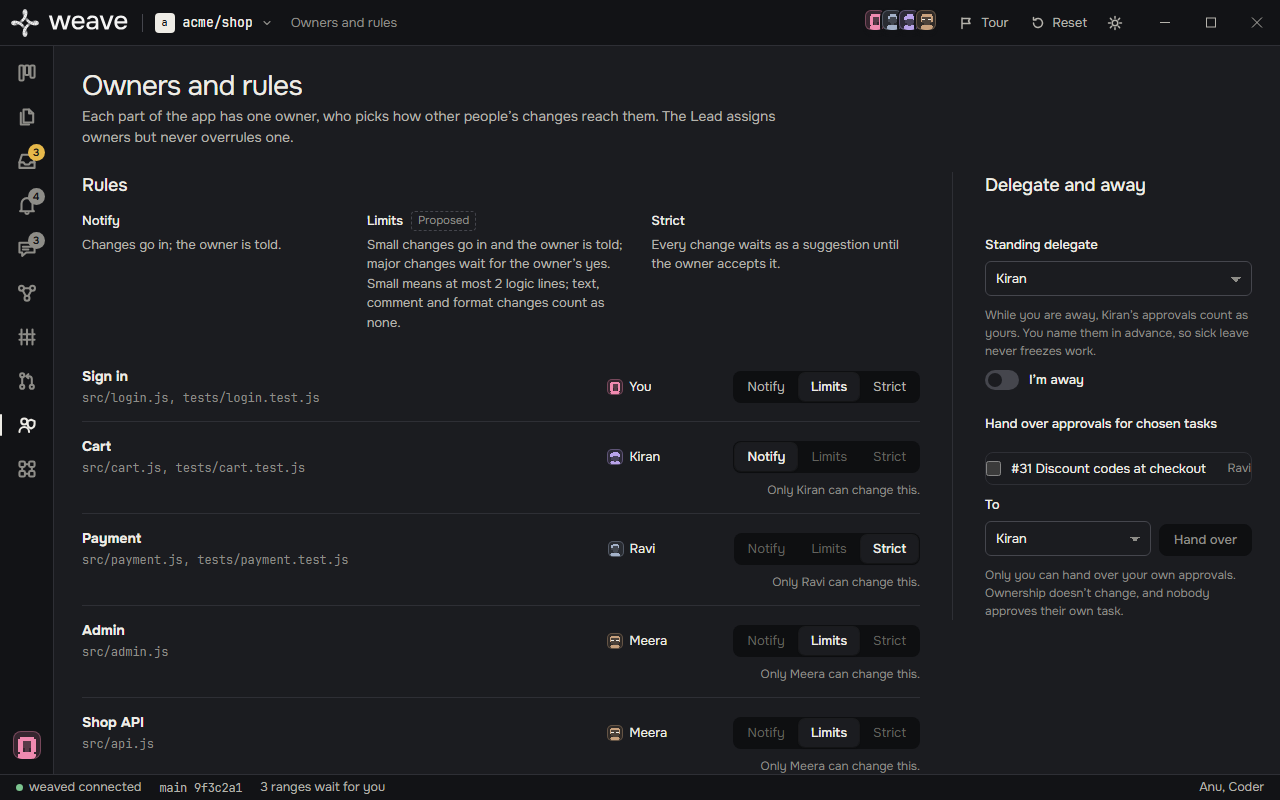 weave
a acme/shop
Owners and rules
Tour
Reset
Owners and rules
Each part of the app has one owner, who picks how other people’s changes reach them. The Lead assigns
owners but never overrules one.
3
4
3
Rules
Notify
Changes go in; the owner is told.
Limits Proposed
Small changes go in and the owner is told;
major changes wait for the owner’s yes.
Small means at most 2 logic lines; text,
comment and format changes count as
none.
Strict
Every change waits as a suggestion until
the owner accepts it.
Sign in
src/login.js, tests/login.test.js
You
Notify Limits Strict
Cart
src/cart.js, tests/cart.test.js
Kiran
Notify Limits Strict
Only Kiran can change this.
Payment
src/payment.js, tests/payment.test.js
Ravi
Notify Limits Strict
Only Ravi can change this.
Admin
src/admin.js
Meera
Notify Limits Strict
Only Meera can change this.
Shop API
src/api.js
Meera
Notify Limits Strict
Only Meera can change this.
Delegate and away
Standing delegate
Kiran
While you are away, Kiran’s approvals count as
yours. You name them in advance, so sick leave
never freezes work.
I’m away
Hand over approvals for chosen tasks
#31 Discount codes at checkout Ravi
To
Kiran
Hand over
Only you can hand over your own approvals.
Ownership doesn’t change, and nobody
approves their own task.
weaved connected
main 9f3c2a1
3 ranges wait for you
Anu, Coder